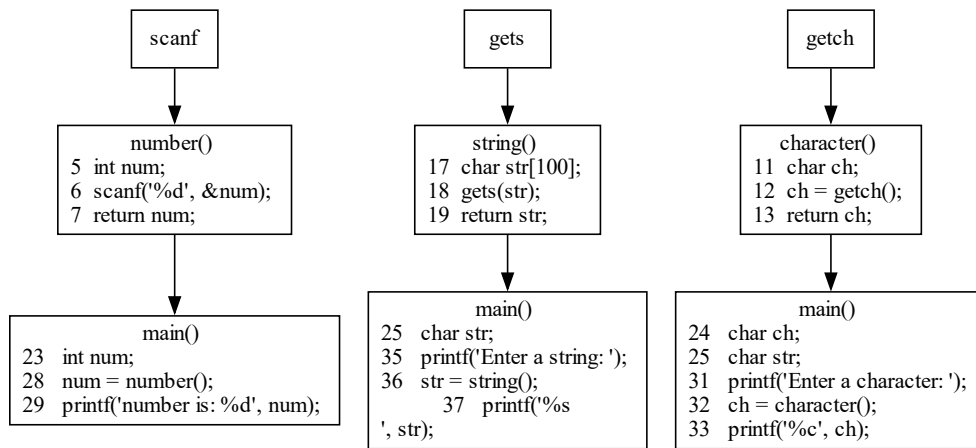 scanf
number()
5 int num;
6 scanf('%d', &num);
7 return num;
main()
23 int num;
28 num = number();
29 printf('number is: %d', num);
gets
string()
17 char str[100];
18 gets(str);
19 return str;
main()
25 char str;
35 printf('Enter a string: ');
36 str = string();
37 printf('%s
', str);
getch
character()
11 char ch;
12 ch = getch();
13 return ch;
main()
24 char ch;
25 char str;
31 printf('Enter a character: ');
32 ch = character();
33 printf('%c', ch);